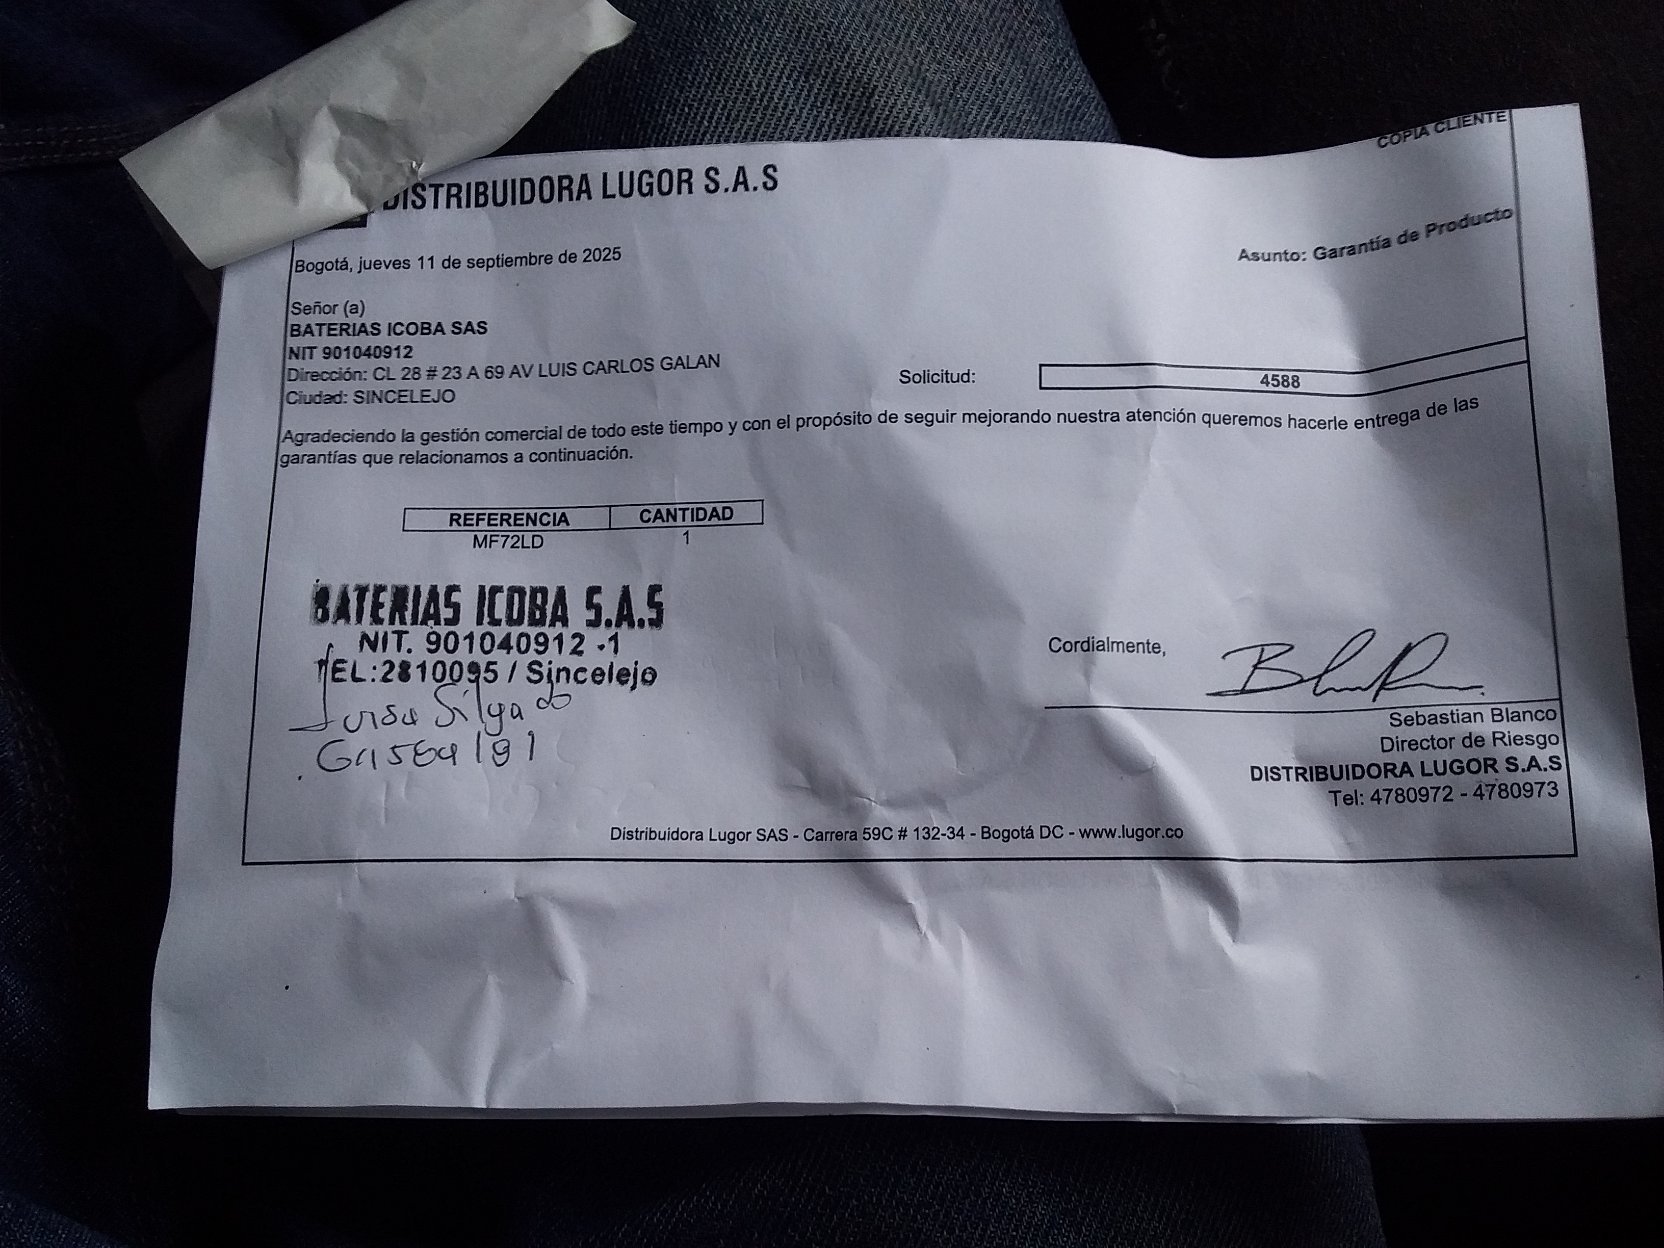 DISTRIBUIDORA LUGOR S.A.S
COPIA CLIENTE
Bogotá, jueves 11 de septiembre de 2025
Asunto: Garantía de Producto
Señor (a)
BATERIAS ICOBA SAS
NIT 901040912
Dirección: CL 28 # 23 A 69 AV LUIS CARLOS GALAN
Ciudad: SINCELEJO
Solicitud: 4588
Agradeciendo la gestión comercial de todo este tiempo y con el propósito de seguir mejorando nuestra atención queremos hacerle entrega de las
garantías que relacionamos a continuación.
REFERENCIA CANTIDAD
MF72LD 1
BATERIAS ICOBA S.A.S
NIT. 901040912 -1
TEL:2810095 / Sincelejo
Luisa Silgado
Cordialmente,
Sebastian Blanco
Director de Riesgo
DISTRIBUIDORA LUGOR S.A.S
Tel: 4780972 - 4780973
Distribuidora Lugor SAS - Carrera 59C # 132-34 - Bogotá DC - www.lugor.co